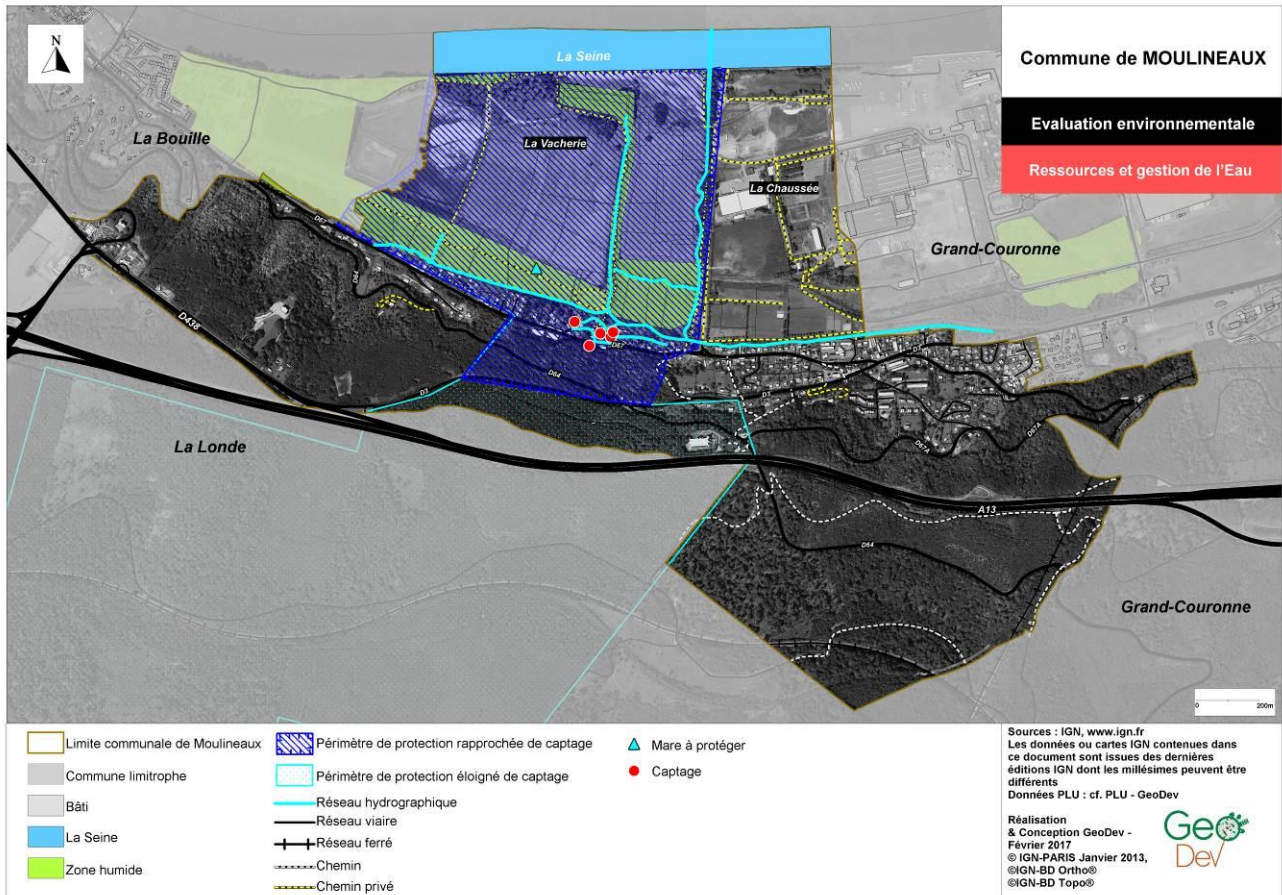 N
La Seine
Commune de MOULINEAUX
Evaluation environnementale
Ressources et gestion de l'Eau
La Bouille
La Vacherie
La Chaussée
Grand-Couronne
D67
D64
D438
D67
D3
D64
D3
D67A
D67A
La Londe
A13
D64
Grand-Couronne
0 200m
Limite communale de Moulineaux
Commune limitrophe
Bâti
La Seine
Zone humide
Périmètre de protection rapprochée de captage
Périmètre de protection éloigné de captage
Réseau hydrographique
Réseau viaire
Réseau ferré
Chemin
Chemin privé
Mare à protéger
Captage
Sources : IGN, www.ign.fr
Les données ou cartes IGN contenues dans
ce document sont issues des dernières
éditions IGN dont les millésimes peuvent être
différents
Données PLU : cf. PLU - GeoDev
Réalisation
& Conception GeoDev -
Février 2017
© IGN-PARIS Janvier 2013,
©IGN-BD Ortho®
©IGN-BD Topo®
Geo
Dev